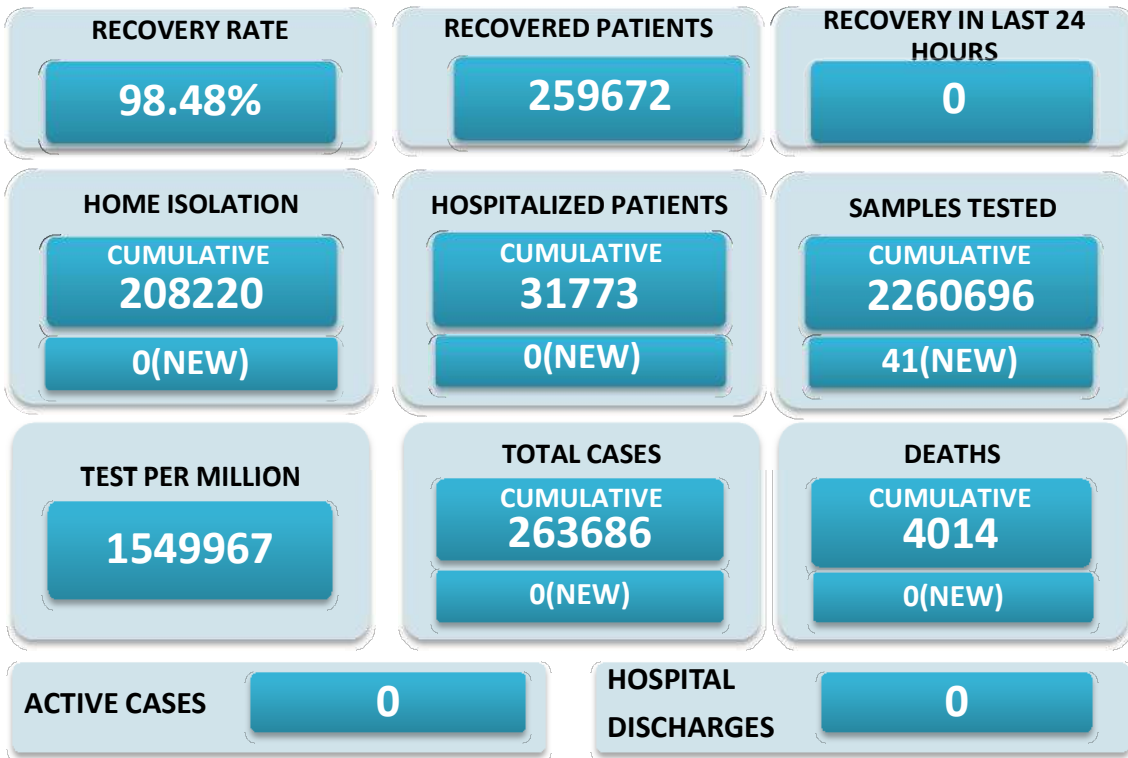 RECOVERY RATE
98.48%
RECOVERED PATIENTS
259672
RECOVERY IN LAST 24
HOURS
0
HOME ISOLATION
CUMULATIVE
208220
0(NEW)
HOSPITALIZED PATIENTS
CUMULATIVE
31773
0(NEW)
SAMPLES TESTED
CUMULATIVE
2260696
41(NEW)
TEST PER MILLION
1549967
TOTAL CASES
CUMULATIVE
263686
0(NEW)
DEATHS
CUMULATIVE
4014
0(NEW)
ACTIVE CASES
0
HOSPITAL
DISCHARGES
0